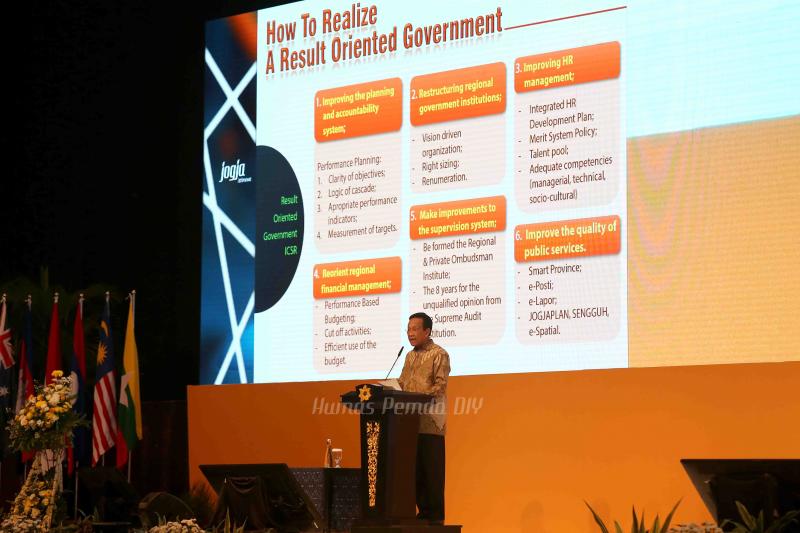 How To Realize
A Result Oriented Government
jogja
Result
Oriented
Government
ICSR
1. Improving the planning
and accountability
system;
Performance Planning:
1. Clarity of objectives;
2. Logic of cascade;
3. Apropriate performance
indicators;
4. Measurement of targets.
2. Restructuring regional
government institutions;
- Vision driven
organization;
- Right sizing;
- Renumeration.
3. Improving HR
management;
- Integrated HR
Development Plan;
- Merit System Policy;
- Talent pool;
- Adequate competencies
(managerial, technical,
socio-cultural)
4. Reorient regional
financial management;
- Performance Based
Budgeting;
- Cut off activities;
- Efficient use of the
budget.
5. Make improvements to
the supervision system;
- Be formed the Regional
& Private Ombudsman
Institute;
- The 8 years for the
unqualified opinion from
Supreme Audit
6. Improve the quality of
public services.
- Smart Province;
- e-Posti;
- e-Lapor;
- JOGJAPLAN, SENGGUH,
e-Spatial.
Humas Pemda DIY